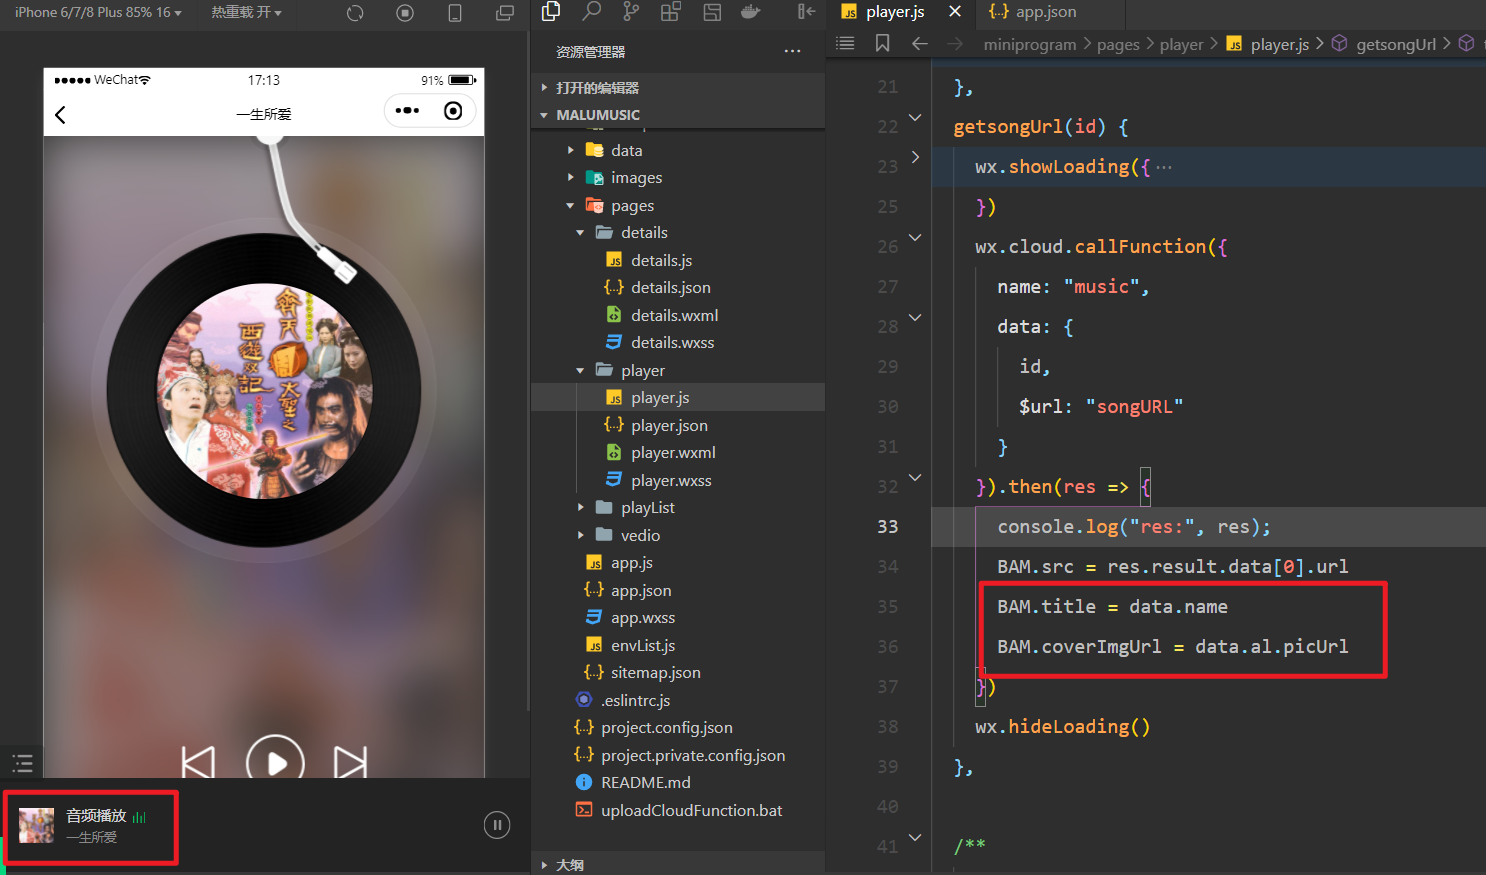 iPhone 6/7/8 Plus 85% 16
热重载 开
WeChat
17:13
91%
一生所爱
齐天大圣
西游双记
音频播放
一生所爱
资源管理器
打开的编辑器
MALUMUSIC
data
images
pages
details
details.js
details.json
details.wxml
details.wxss
player
player.js
player.json
player.wxml
player.wxss
playList
vedio
app.js
app.json
app.wxss
envList.js
sitemap.json
.eslintrc.js
project.config.json
project.private.config.json
README.md
uploadCloudFunction.bat
大纲
player.js
app.json
miniprogram > pages > player > player.js > getsongUrl >
21 },
22 getsongUrl(id) {
23 wx.showLoading({ ···
25 })
26 wx.cloud.callFunction({
27 name: "music",
28 data: {
29 id,
30 $url: "songURL"
31 }
32 }).then(res => {
33 console.log("res:", res);
34 BAM.src = res.result.data[0].url
35 BAM.title = data.name
36 BAM.coverImgUrl = data.al.picUrl
37 })
38 wx.hideLoading()
39 },
40
41 /**